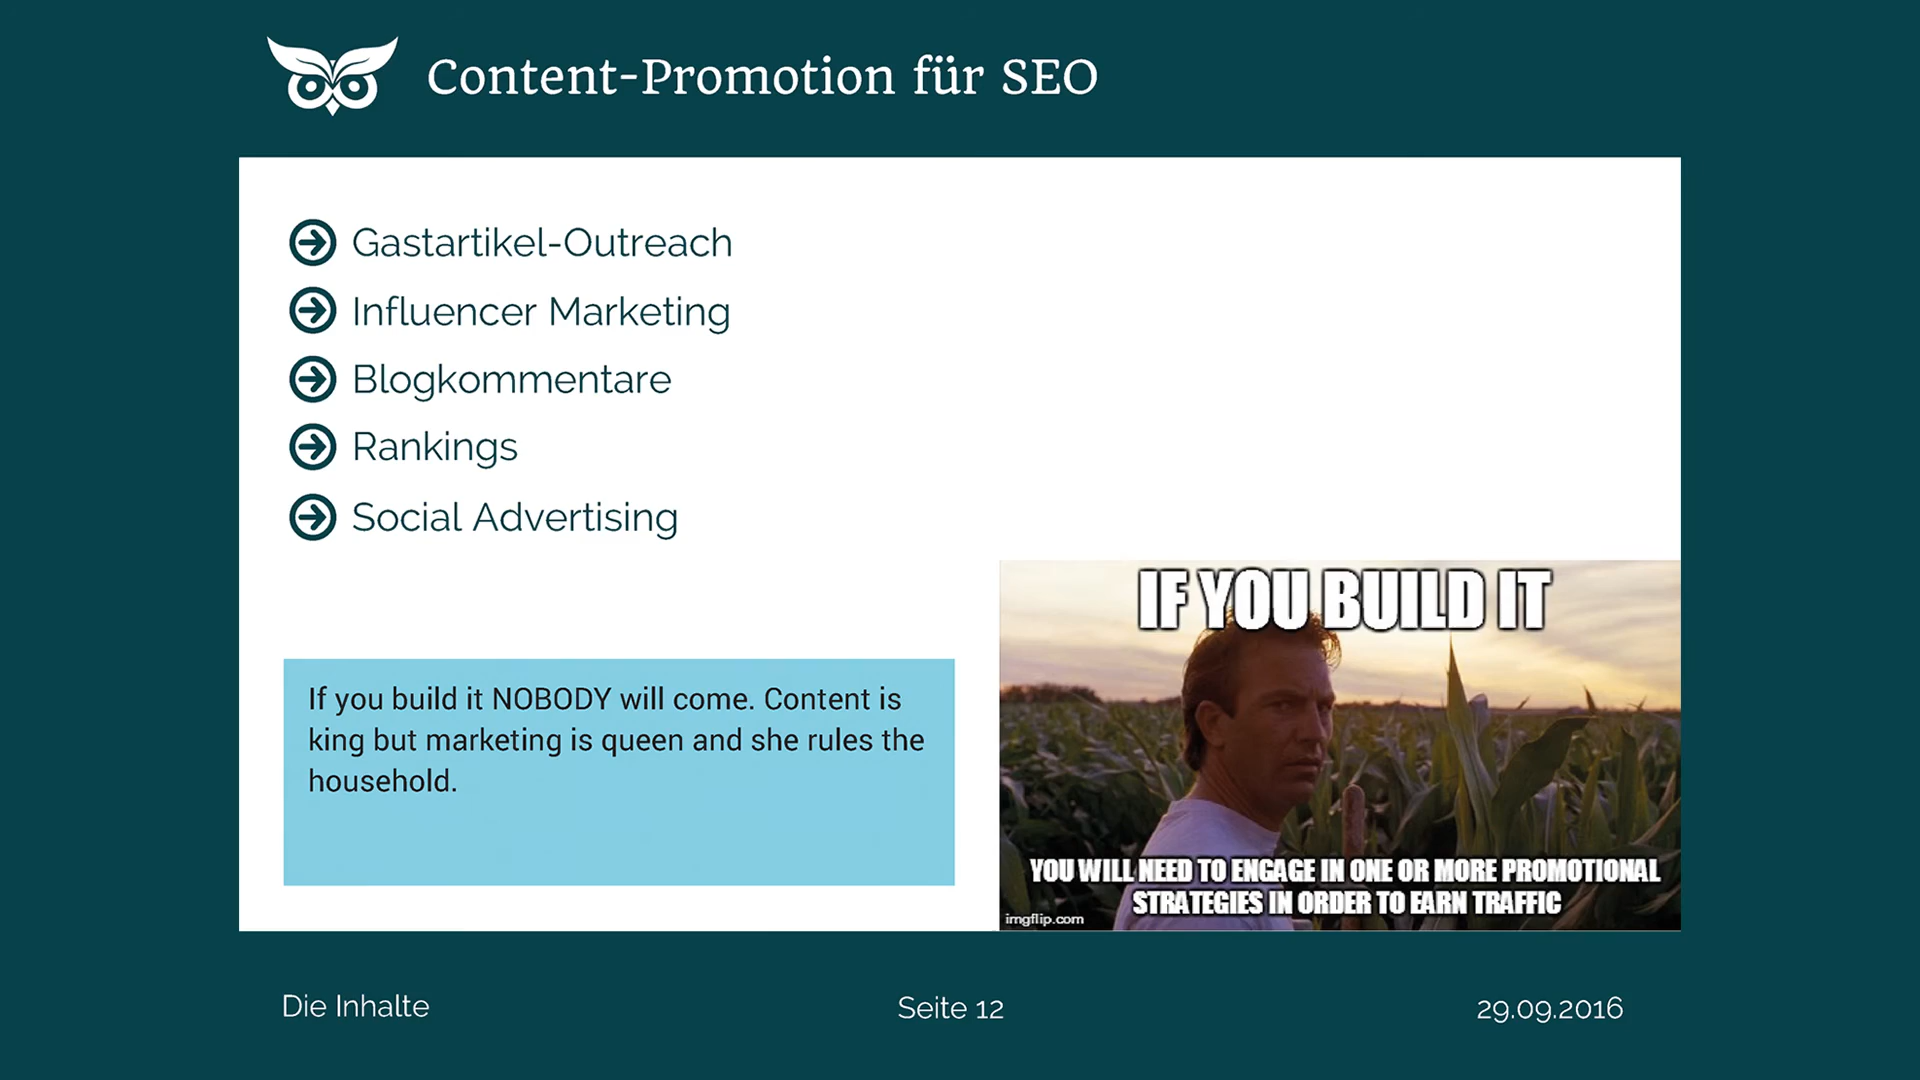 Content-Promotion für SEO
Gastartikel-Outreach
Influencer Marketing
Blogkommentare
Rankings
Social Advertising
If you build it NOBODY will come. Content is
king but marketing is queen and she rules the
household.
IF YOU BUILD IT
YOU WILL NEED TO ENGAGE IN ONE OR MORE PROMOTIONAL
STRATEGIES IN ORDER TO EARN TRAFFIC
imgflip.com
Die Inhalte
Seite 12
29.09.2016